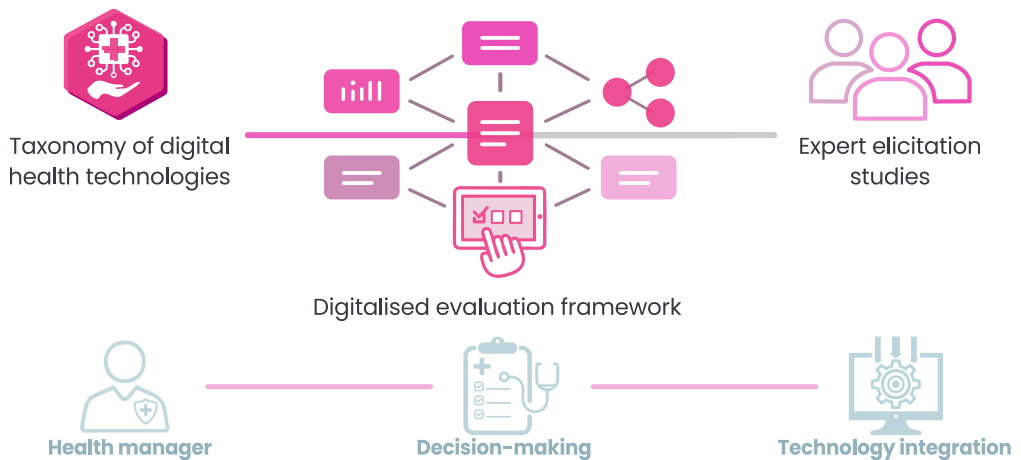 Taxonomy of digital
health technologies
Expert elicitation
studies
Digitalised evaluation framework
Health manager
Decision-making
Technology integration